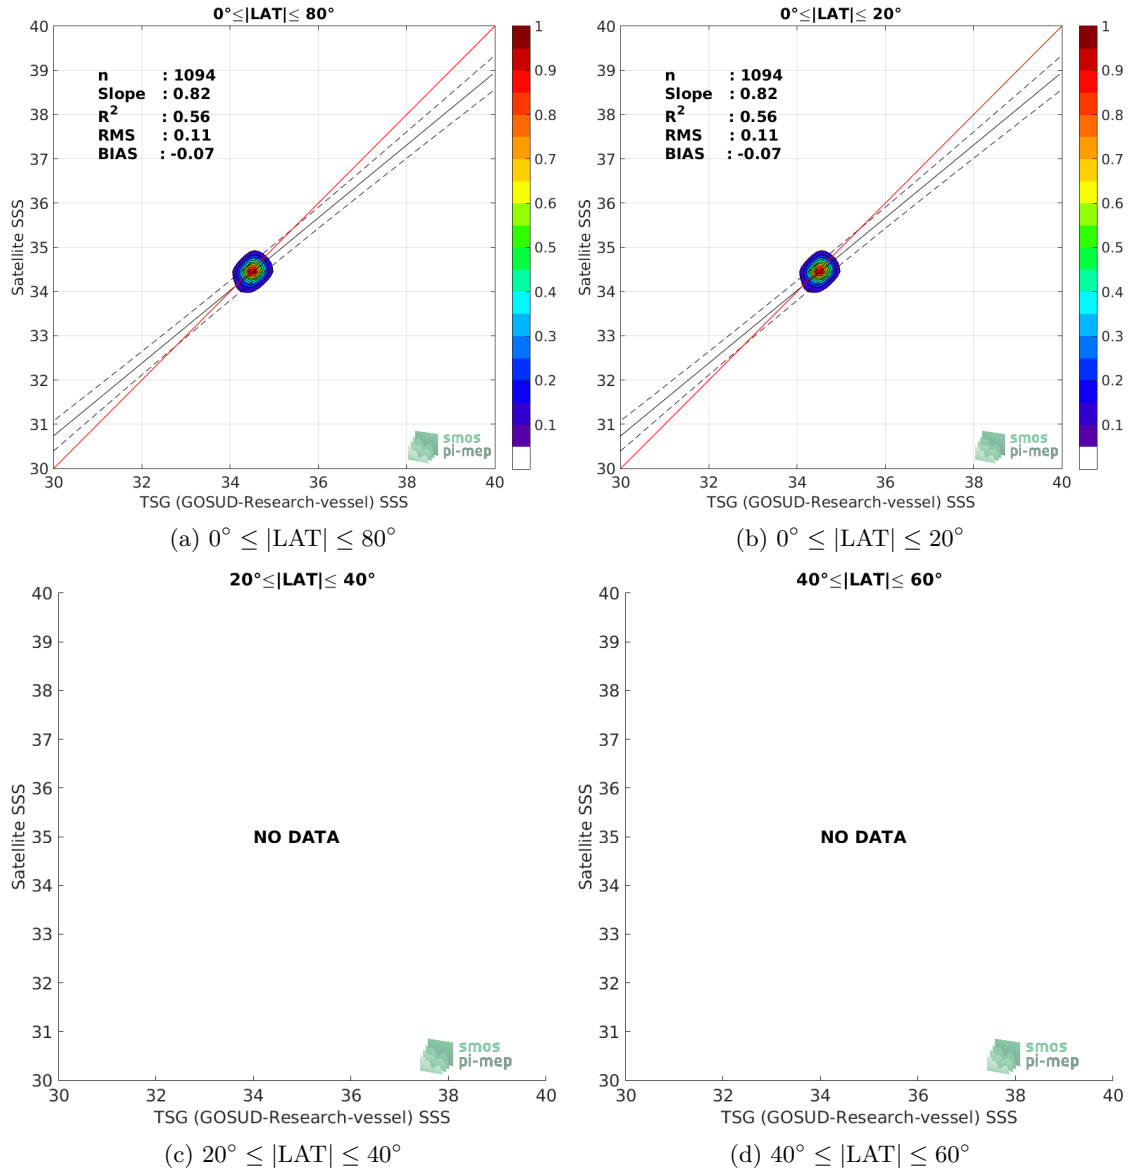 0°≤|LAT|≤ 80°
40
39
38
37
36
35
34
33
32
31
30
Satellite SSS
n : 1094
Slope : 0.82
R² : 0.56
RMS : 0.11
BIAS : -0.07
smos
pi-mep
30 32 34 36 38 40
TSG (GOSUD-Research-vessel) SSS
1
0.9
0.8
0.7
0.6
0.5
0.4
0.3
0.2
0.1
(a) 0° ≤ |LAT| ≤ 80°
0°≤|LAT|≤ 20°
40
39
38
37
36
35
34
33
32
31
30
Satellite SSS
n : 1094
Slope : 0.82
R² : 0.56
RMS : 0.11
BIAS : -0.07
smos
pi-mep
30 32 34 36 38 40
TSG (GOSUD-Research-vessel) SSS
1
0.9
0.8
0.7
0.6
0.5
0.4
0.3
0.2
0.1
(b) 0° ≤ |LAT| ≤ 20°
20°≤|LAT|≤ 40°
40
39
38
37
36
35
34
33
32
31
30
Satellite SSS
NO DATA
smos
pi-mep
30 32 34 36 38 40
TSG (GOSUD-Research-vessel) SSS
(c) 20° ≤ |LAT| ≤ 40°
40°≤|LAT|≤ 60°
40
39
38
37
36
35
34
33
32
31
30
Satellite SSS
NO DATA
smos
pi-mep
30 32 34 36 38 40
TSG (GOSUD-Research-vessel) SSS
(d) 40° ≤ |LAT| ≤ 60°